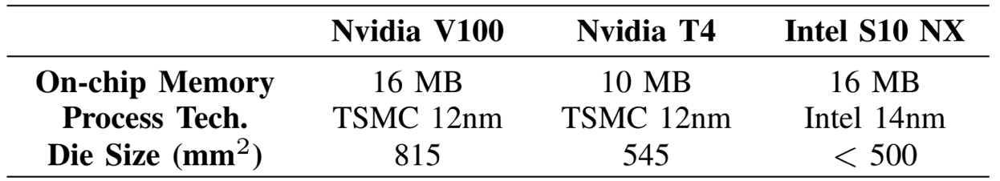 Nvidia V100 Nvidia T4 Intel S10 NX
On-chip Memory 16 MB 10 MB 16 MB
Process Tech. TSMC 12nm TSMC 12nm Intel 14nm
Die Size (mm²) 815 545 < 500